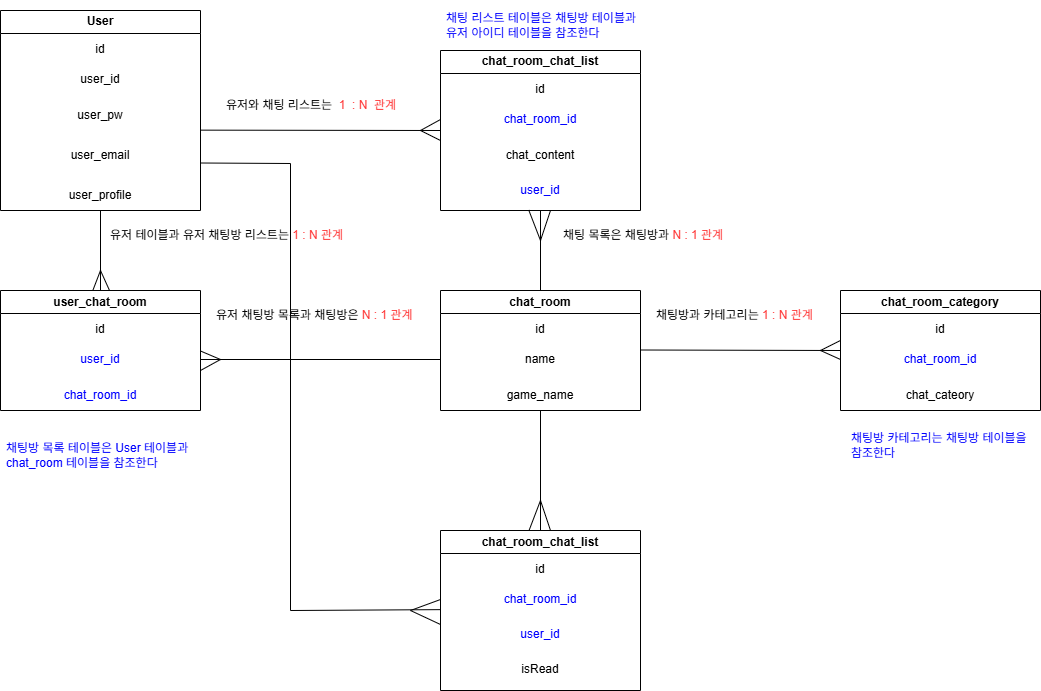 User
id
user_id
user_pw
user_email
user_profile
채팅 리스트 테이블은 채팅방 테이블과
유저 아이디 테이블을 참조한다
chat_room_chat_list
id
chat_room_id
chat_content
user_id
유저와 채팅 리스트는 1 : N 관계
유저 테이블과 유저 채팅방 리스트는 1 : N 관계
채팅 목록은 채팅방과 N : 1 관계
user_chat_room
id
user_id
chat_room_id
유저 채팅방 목록과 채팅방은 N : 1 관계
chat_room
id
name
game_name
채팅방과 카테고리는 1 : N 관계
chat_room_category
id
chat_room_id
chat_cateory
채팅방 목록 테이블은 User 테이블과
chat_room 테이블을 참조한다
채팅방 카테고리는 채팅방 테이블을
참조한다
chat_room_chat_list
id
chat_room_id
user_id
isRead